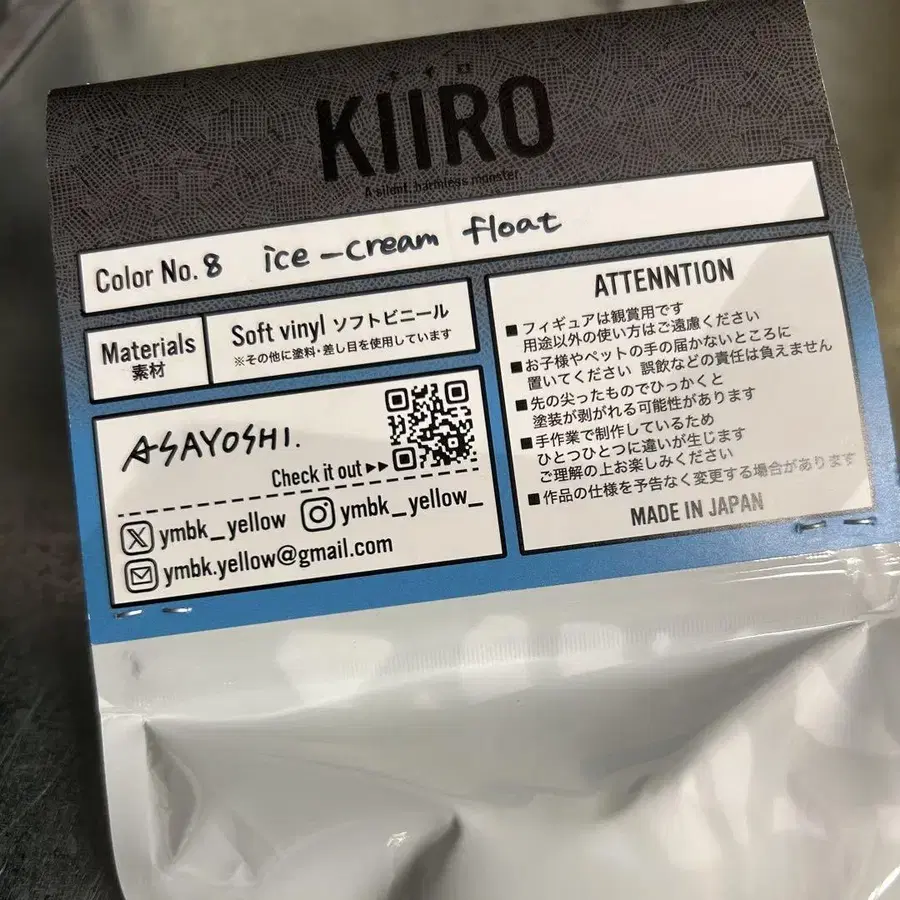 キイロ
KIIRO
A silent, harmless monster
Color No. 8 ice-cream float
Materials
素材
Soft vinyl ソフトビニール
※その他に塗料・差し目を使用しています
ASAYOSHI.
Check it out ▸▸
ymbk_yellow ymbk_yellow_
ymbk.yellow@gmail.com
ATTENNTION
■フィギュアは観賞用です
用途以外の使い方はご遠慮ください
■お子様やペットの手の届かないところに
置いてください 誤飲などの責任は負えません
■先の尖ったものでひっかくと
塗装が剥がれる可能性があります
■手作業で制作しているため
ひとつひとつに違いが生じます
ご理解の上お楽しみください
■作品の仕様を予告なく変更する場合があります
MADE IN JAPAN